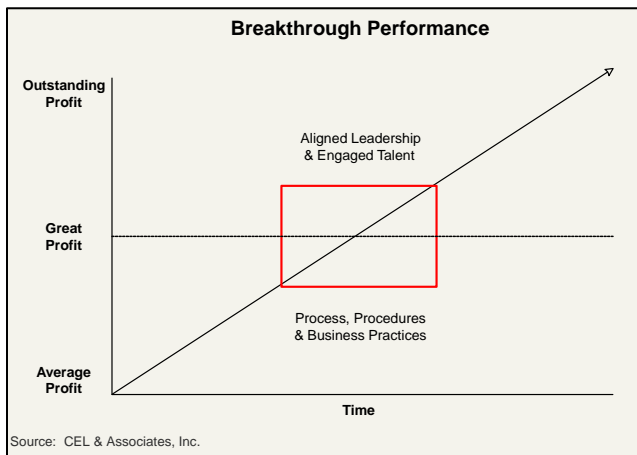 Breakthrough Performance
Outstanding
Profit
Aligned Leadership
& Engaged Talent
Great
Profit
Process, Procedures
& Business Practices
Average
Profit
Time
Source:  CEL & Associates, Inc.